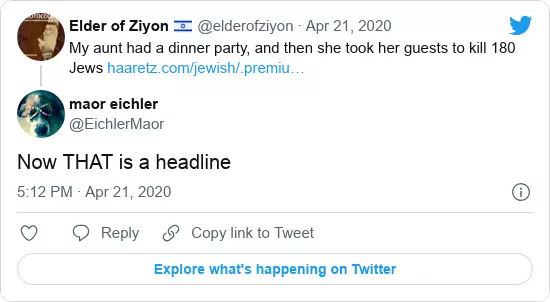 Elder of Ziyon 🇮🇱 @elderofziyon · Apr 21, 2020
My aunt had a dinner party, and then she took her guests to kill 180
Jews haaretz.com/jewish/.premiu…
maor eichler
@EichlerMaor
Now THAT is a headline
5:12 PM · Apr 21, 2020
Reply
Copy link to Tweet
Explore what's happening on Twitter